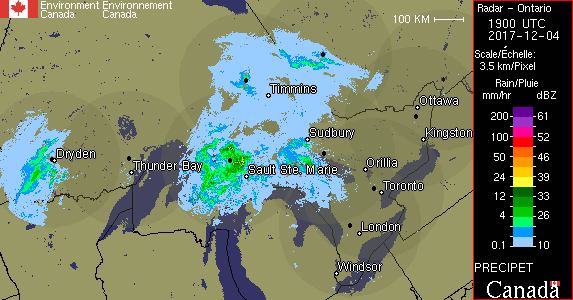 Environment Environnement
Canada Canada
100 KM
Timmins
Ottawa
Sudbury
Kingston
Dryden
Thunder Bay
Sault Ste. Marie
Orillia
Toronto
London
Windsor
Radar - Ontario
1900 UTC
2017-12-04
Scale/Échelle:
3.5 km/Pixel
Rain/Pluie
mm/hr dBZ
200 61
100 52
50 46
24 39
12 33
4 26
0.1 10
PRECIPET
Canada